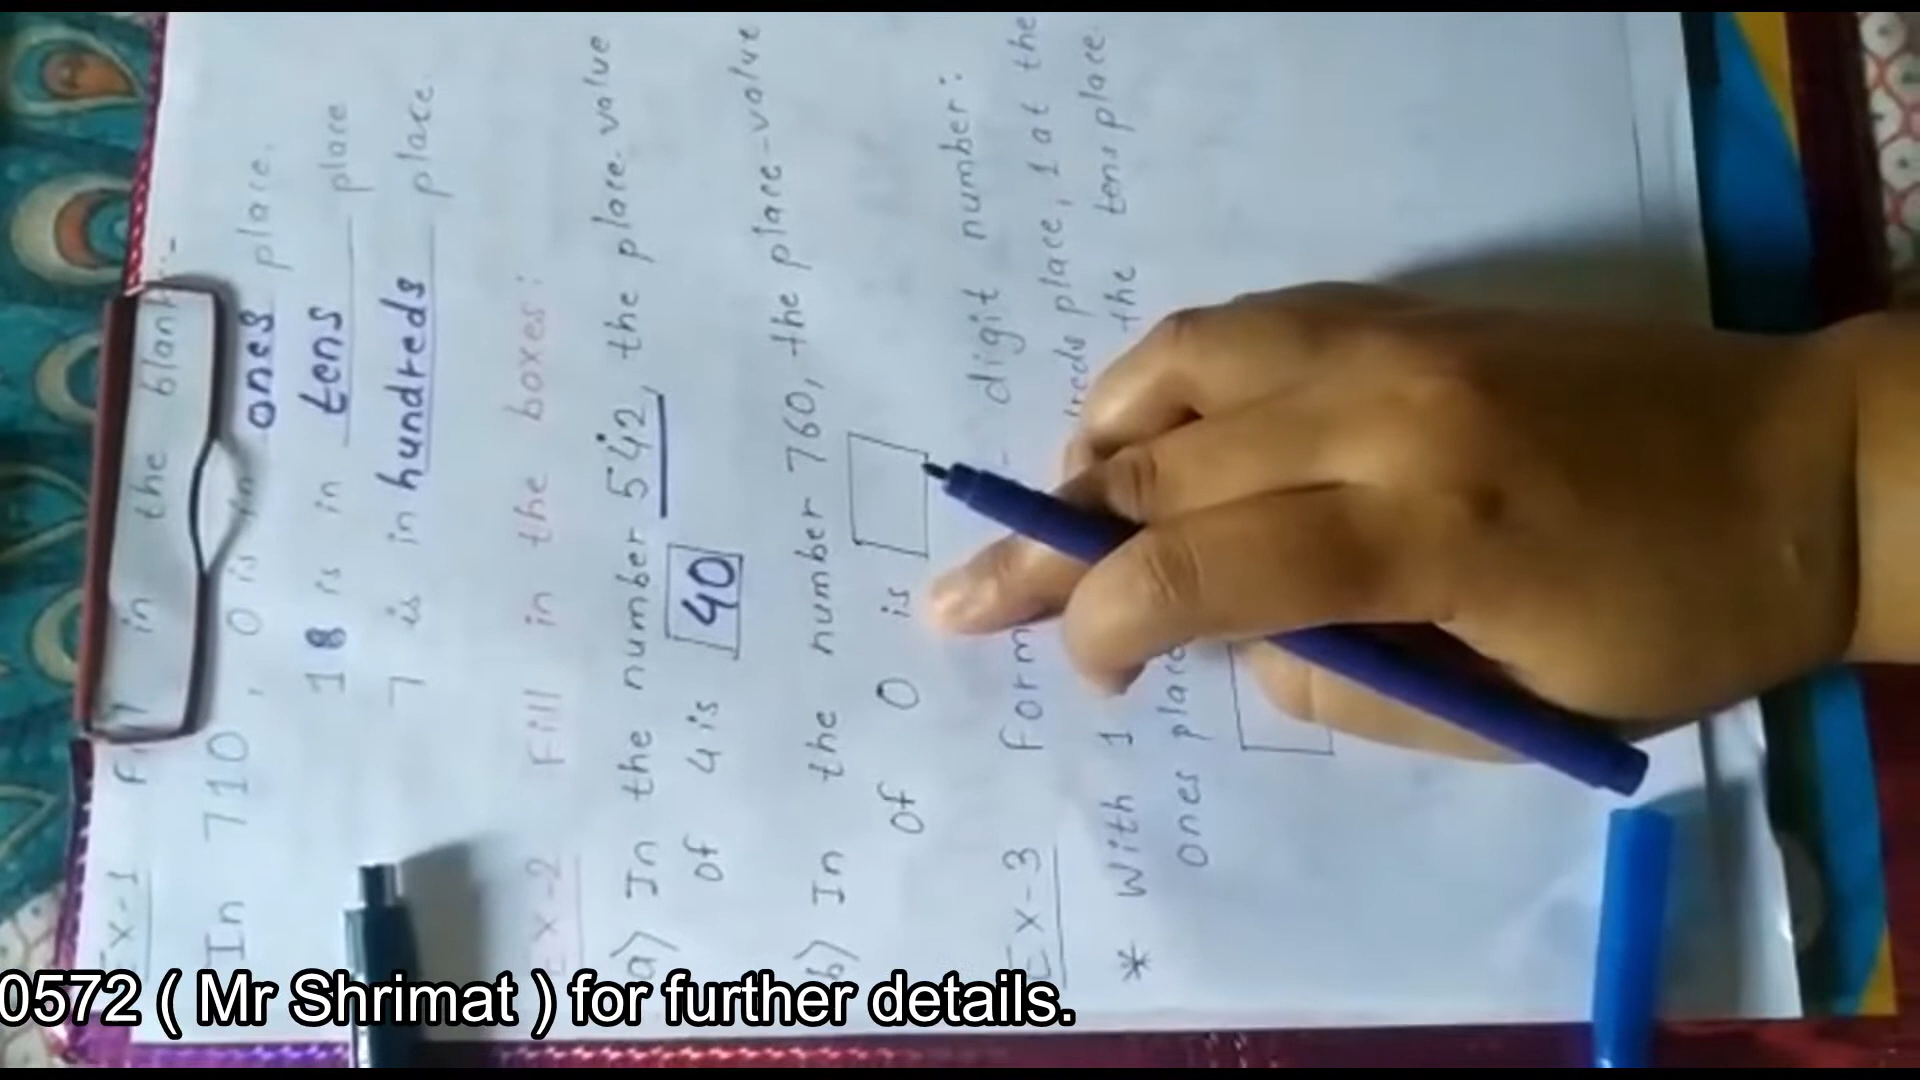 Ex-1 in the blank:-
In 710, 0 is in ones place.
1 is in tens place
7 is in hundreds place.
Ex-2 Fill in the boxes:
a) In the number 542, the place-value
of 4 is 40
b) In the number 760, the place-value
of 0 is
Ex-3 Form - digit number:
* With 1 place, 1 at the
ones place the tens place.
0572 ( Mr Shrimat ) for further details.